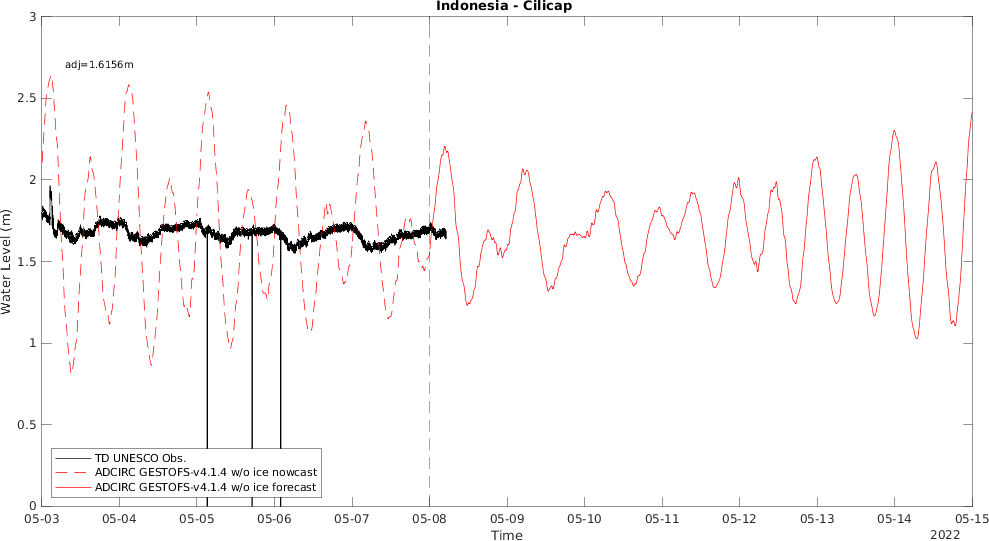 Indonesia - Cilicap
adj=1.6156m
Water Level (m)
3
2.5
2
1.5
1
0.5
0
TD UNESCO Obs.
ADCIRC GESTOFS-v4.1.4 w/o ice nowcast
ADCIRC GESTOFS-v4.1.4 w/o ice forecast
05-03 05-04 05-05 05-06 05-07 05-08 05-09 05-10 05-11 05-12 05-13 05-14 05-15
Time
2022